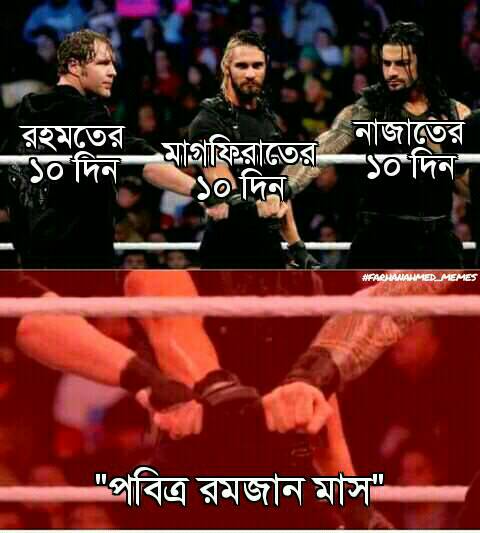 রহমতের
১০ দিন
মাগফিরাতের
১০ দিন
নাজাতের
১০ দিন
#FARHANAHMED_MEMES
"পবিত্র রমজান মাস"